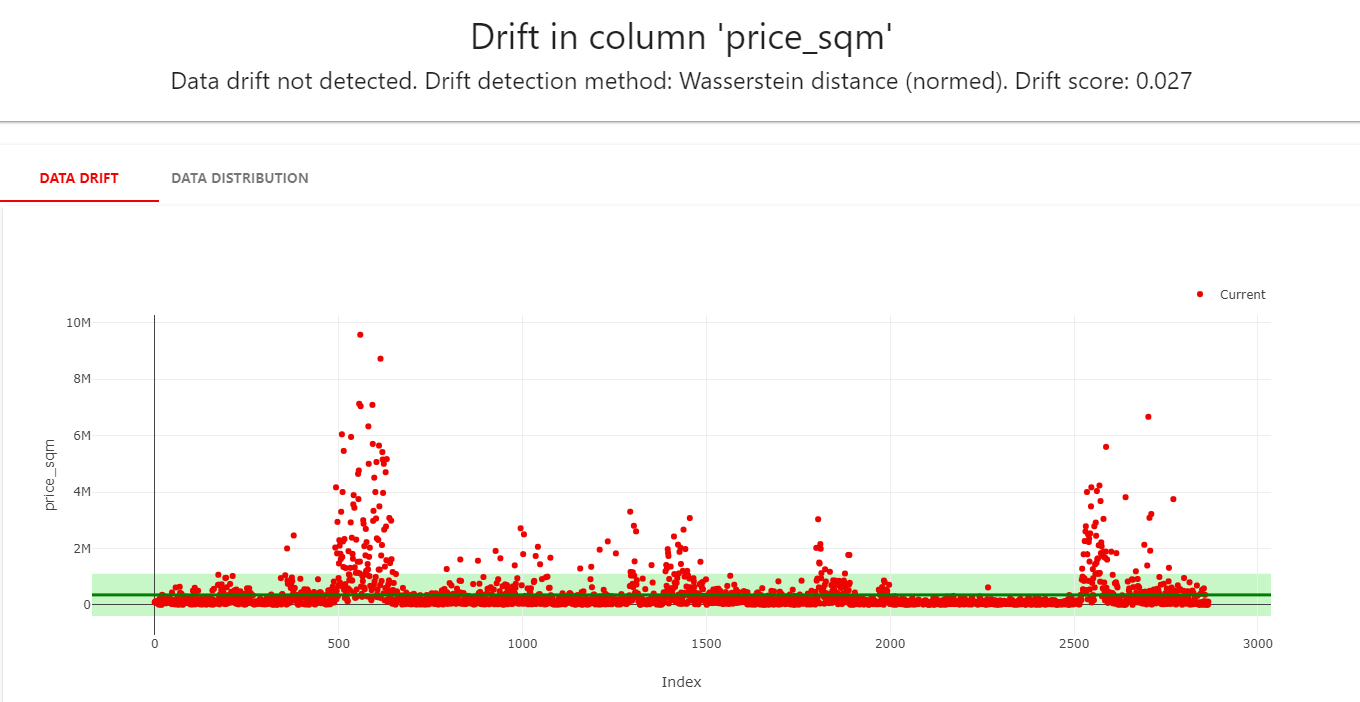 Drift in column 'price_sqm'
Data drift not detected. Drift detection method: Wasserstein distance (normed). Drift score: 0.027
DATA DRIFT
DATA DISTRIBUTION
Current
10M
8M
6M
4M
2M
0
price_sqm
0
500
1000
1500
2000
2500
3000
Index